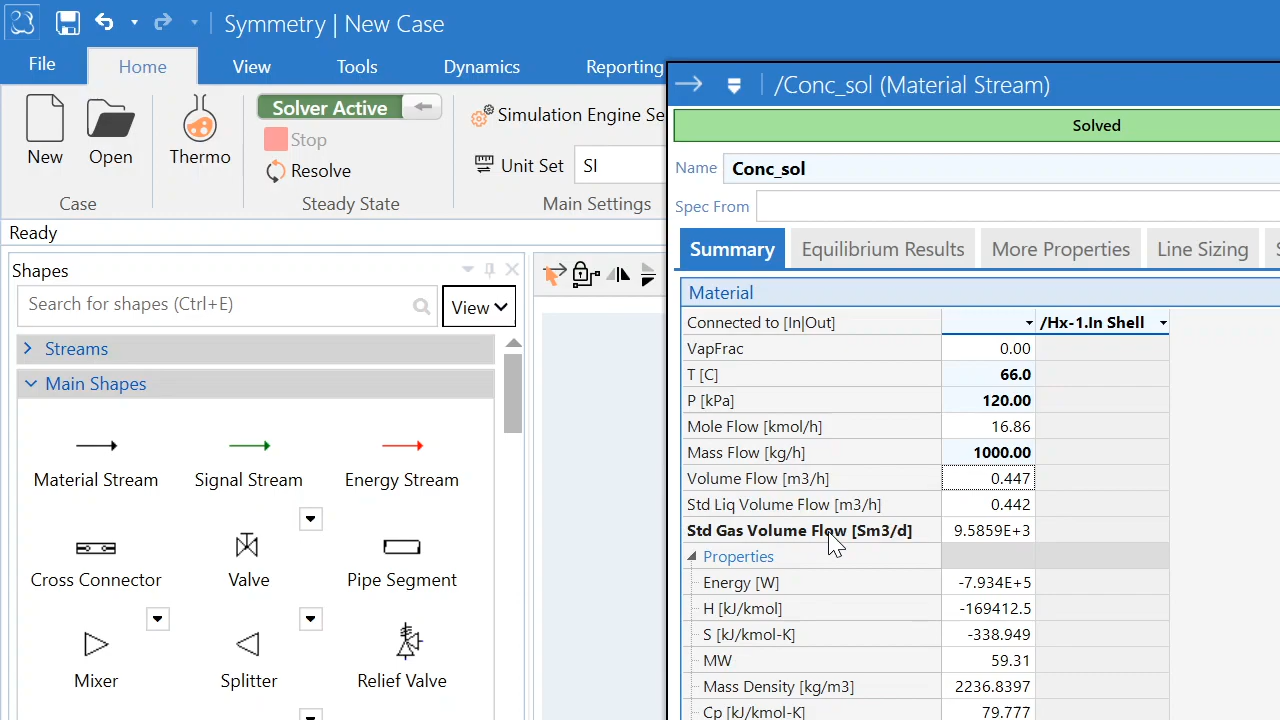 Symmetry | New Case
File
Home
View
Tools
Dynamics
Reporting
New
Open
Case
Thermo
Solver Active
Stop
Resolve
Steady State
Simulation Engine Se
Unit Set
SI
Main Settings
Ready
Shapes
Search for shapes (Ctrl+E)
View
Streams
Main Shapes
Material Stream
Signal Stream
Energy Stream
Cross Connector
Valve
Pipe Segment
Mixer
Splitter
Relief Valve
/Conc_sol (Material Stream)
Solved
Name
Conc_sol
Spec From
Summary
Equilibrium Results
More Properties
Line Sizing
S
Material
Connected to [In|Out] /Hx-1.In Shell
VapFrac 0.00
T [C] 66.0
P [kPa] 120.00
Mole Flow [kmol/h] 16.86
Mass Flow [kg/h] 1000.00
Volume Flow [m3/h] 0.447
Std Liq Volume Flow [m3/h] 0.442
Std Gas Volume Flow [Sm3/d] 9.5859E+3
Properties
Energy [W] -7.934E+5
H [kJ/kmol] -169412.5
S [kJ/kmol-K] -338.949
MW 59.31
Mass Density [kg/m3] 2236.8397
Cp [kJ/kmol-K] 79.777